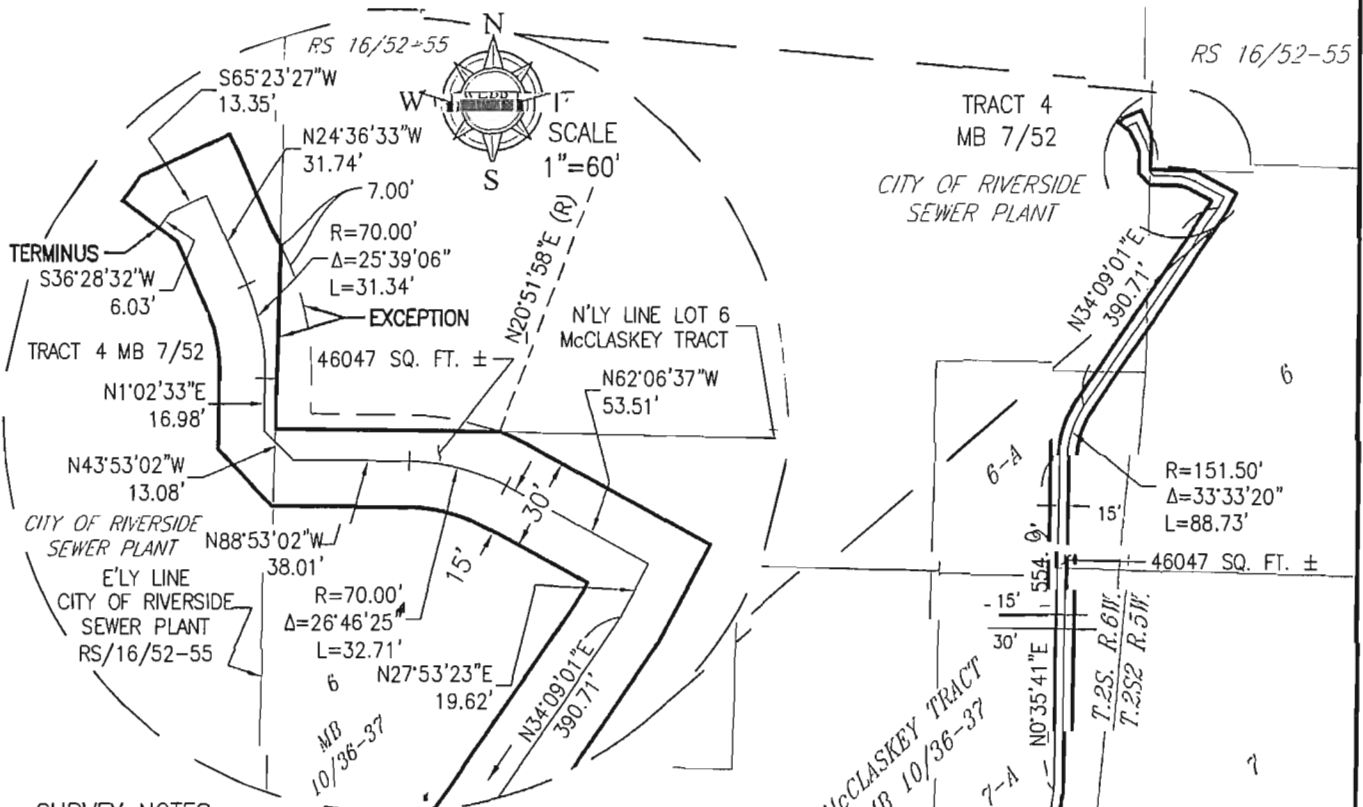 RS 16/52-55
N
S65°23'27"W
13.35'
W
WEBB
N24°36'33"W
31.74'
SCALE
1"=60'
S
7.00'
R=70.00'
Δ=25°39'06"
L=31.34'
TERMINUS
S36°28'32"W
6.03'
EXCEPTION
N20°51'58"E (R)
TRACT 4 MB 7/52
46047 SQ. FT. ±
N'LY LINE LOT 6
McCLASKEY TRACT
N1°02'33"E
16.98'
N62°06'37"W
53.51'
N43°53'02"W
13.08'
CITY OF RIVERSIDE
SEWER PLANT
N88°53'02"W
38.01'
30'
15'
E'LY LINE
CITY OF RIVERSIDE
SEWER PLANT
RS/16/52-55
R=70.00'
Δ=26°46'25"
L=32.71'
N27°53'23"E
19.62'
6
MB
10/36-37
N34°09'01"E
390.71'
SURVEY NOTES
RS 16/52-55
TRACT 4
MB 7/52
CITY OF RIVERSIDE
SEWER PLANT
N34°09'01"E
390.71'
6
6-A
R=151.50'
Δ=33°33'20"
L=88.73'
15'
46047 SQ. FT. ±
15'
30'
N0°35'41"E
T.2S. R.6W.
T.2S2 R.5W.
McCLASKEY TRACT
MB 10/36-37
7-A
7